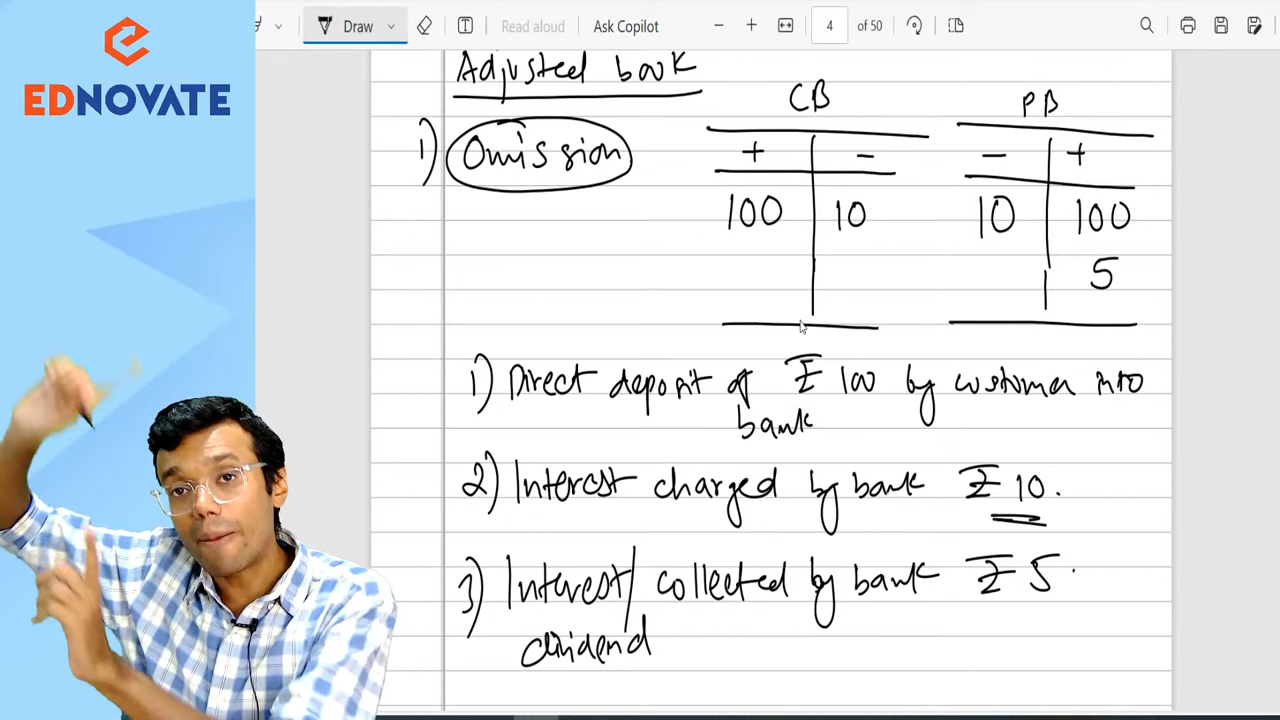 Draw
Read aloud
Ask Copilot
4
of 50
EDNOVATE
Adjusted book
CB
PB
1) Omission
+ - - +
100 10 10 100
5
1) Direct deposit of ₹ 100 by customer into
bank
2) Interest charged by bank ₹ 10.
3) Interest/ collected by bank ₹ 5.
dividend